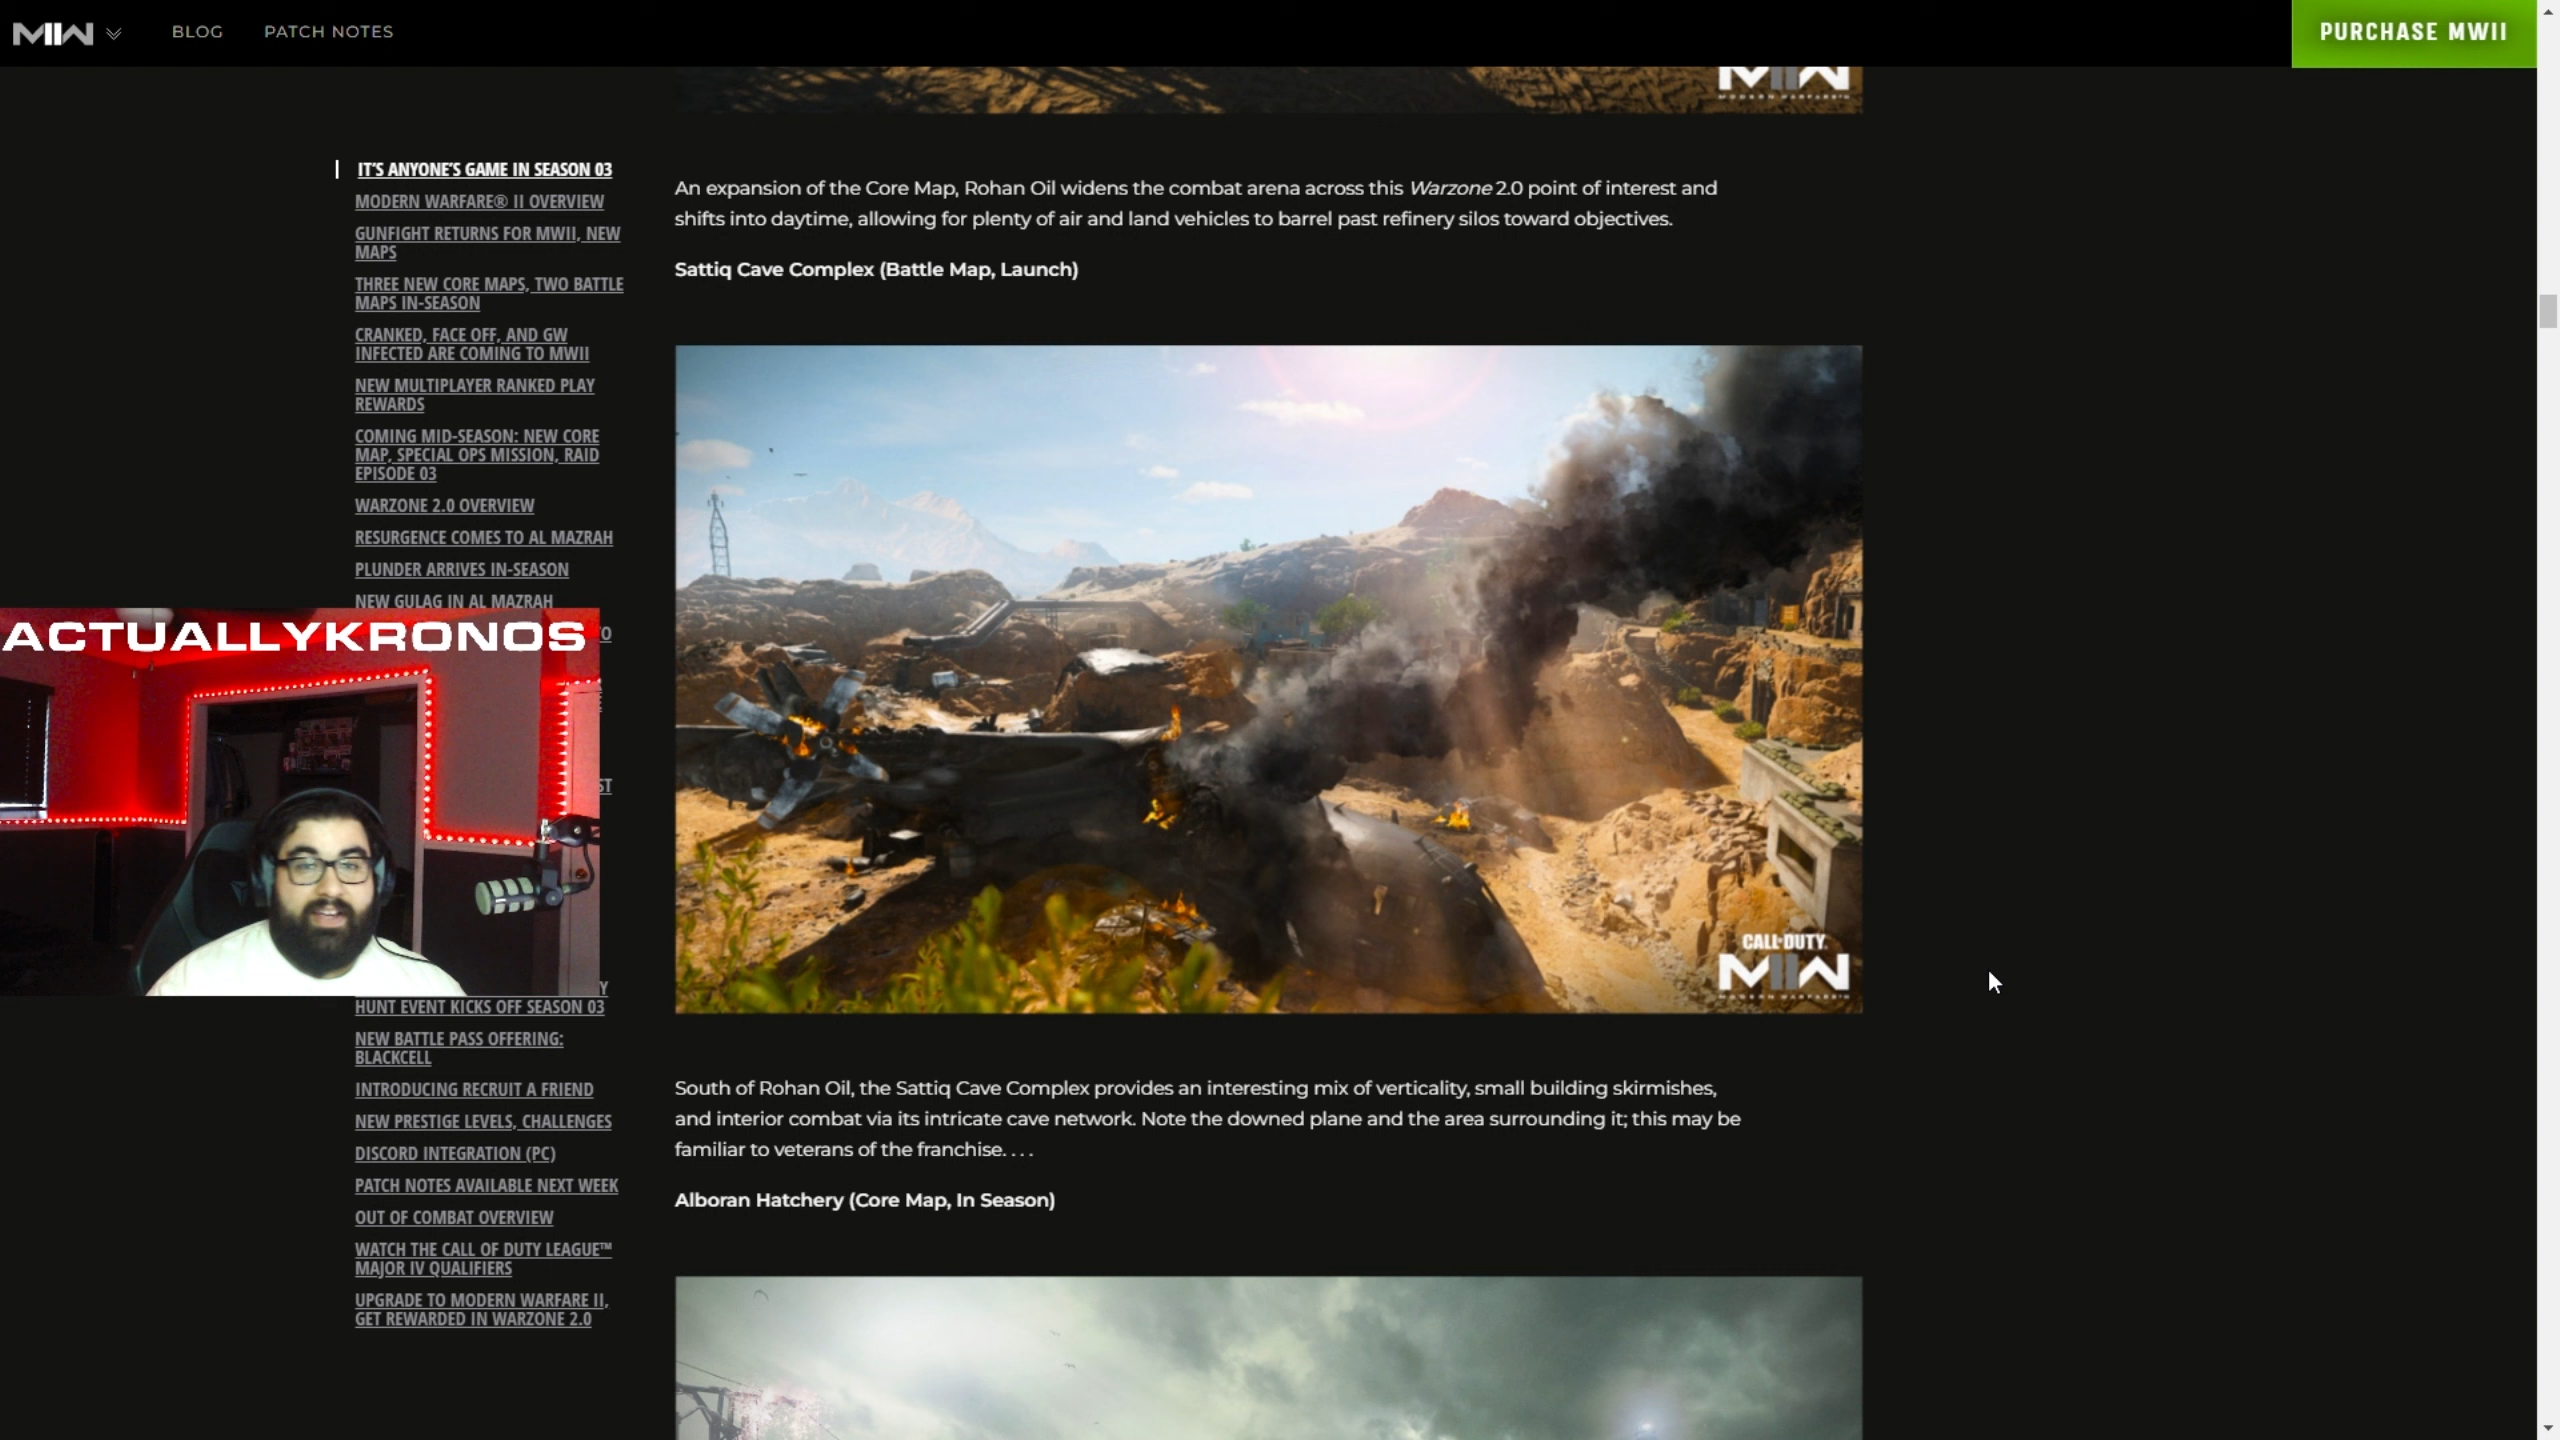 MIIW
BLOG
PATCH NOTES
PURCHASE MWII
MIIW
MODERN WARFARE II
IT'S ANYONE'S GAME IN SEASON 03
MODERN WARFARE® II OVERVIEW
GUNFIGHT RETURNS FOR MWII, NEW
MAPS
THREE NEW CORE MAPS, TWO BATTLE
MAPS IN-SEASON
CRANKED, FACE OFF, AND GW
INFECTED ARE COMING TO MWII
NEW MULTIPLAYER RANKED PLAY
REWARDS
COMING MID-SEASON: NEW CORE
MAP, SPECIAL OPS MISSION, RAID
EPISODE 03
WARZONE 2.0 OVERVIEW
RESURGENCE COMES TO AL MAZRAH
PLUNDER ARRIVES IN-SEASON
NEW GULAG IN AL MAZRAH
ACTUALLYKRONOS
HUNT EVENT KICKS OFF SEASON 03
NEW BATTLE PASS OFFERING:
BLACKCELL
INTRODUCING RECRUIT A FRIEND
NEW PRESTIGE LEVELS, CHALLENGES
DISCORD INTEGRATION (PC)
PATCH NOTES AVAILABLE NEXT WEEK
OUT OF COMBAT OVERVIEW
WATCH THE CALL OF DUTY LEAGUE™
MAJOR IV QUALIFIERS
UPGRADE TO MODERN WARFARE II,
GET REWARDED IN WARZONE 2.0
An expansion of the Core Map, Rohan Oil widens the combat arena across this Warzone 2.0 point of interest and
shifts into daytime, allowing for plenty of air and land vehicles to barrel past refinery silos toward objectives.
Sattiq Cave Complex (Battle Map, Launch)
CALL OF DUTY
MIIW
MODERN WARFARE II
South of Rohan Oil, the Sattiq Cave Complex provides an interesting mix of verticality, small building skirmishes,
and interior combat via its intricate cave network. Note the downed plane and the area surrounding it; this may be
familiar to veterans of the franchise. . . .
Alboran Hatchery (Core Map, In Season)